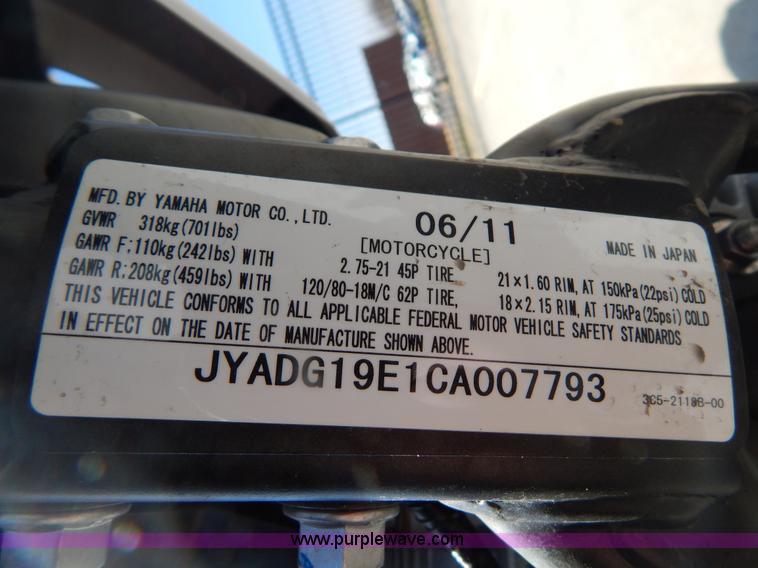 MFD. BY YAMAHA MOTOR CO., LTD. 06/11
GVWR 318kg(701lbs) [MOTORCYCLE] MADE IN JAPAN
GAWR F;110kg(242lbs) WITH 2.75-21 45P TIRE, 21×1.60 RIM, AT 150kPa(22psi) COLD
GAWR R;208kg(459lbs) WITH 120/80-18M/C 62P TIRE, 18×2.15 RIM, AT 175kPa(25psi) COLD
THIS VEHICLE CONFORMS TO ALL APPLICABLE FEDERAL MOTOR VEHICLE SAFETY STANDARDS
IN EFFECT ON THE DATE OF MANUFACTURE SHOWN ABOVE.
JYADG19E1CA007793
3C5-2118B-00
www.purplewave.com